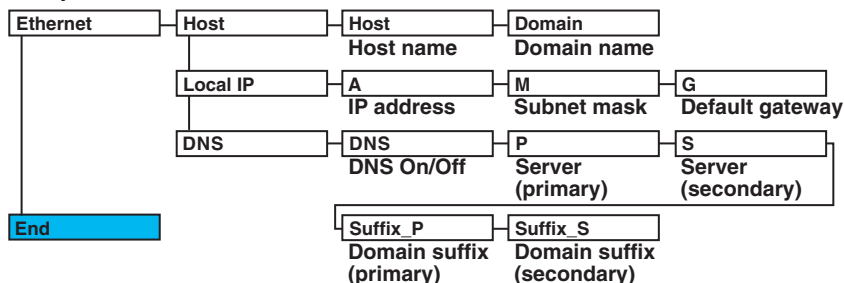 Ethernet Host Host Domain
Host name Domain name
Local IP A M G
IP address Subnet mask Default gateway
DNS DNS P S
DNS On/Off Server Server
(primary) (secondary)
End Suffix_P Suffix_S
Domain suffix Domain suffix
(primary) (secondary)